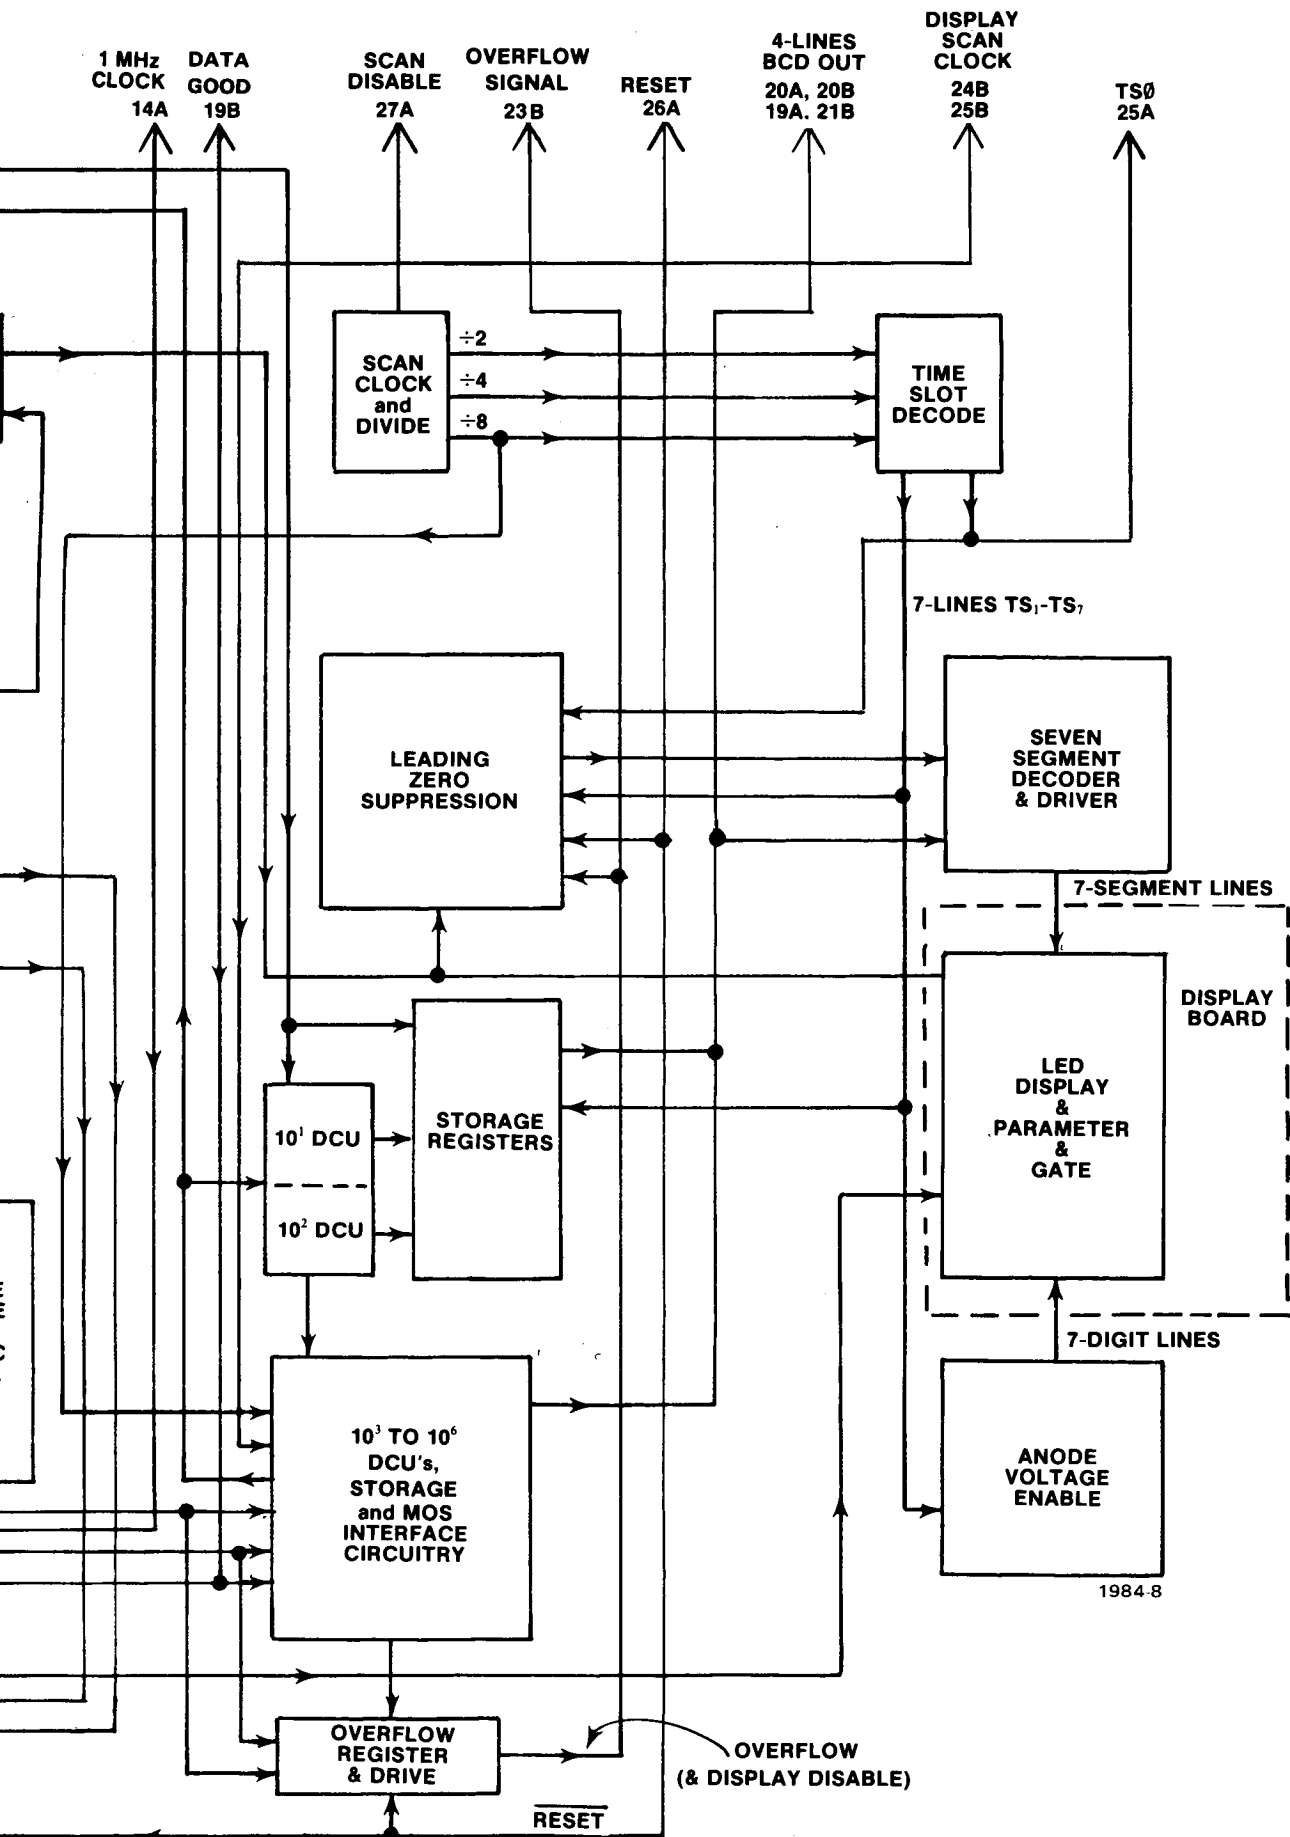 1 MHz
CLOCK
14A
DATA
GOOD
19B
SCAN
DISABLE
27A
OVERFLOW
SIGNAL
23B
RESET
26A
4-LINES
BCD OUT
20A, 20B
19A. 21B
DISPLAY
SCAN
CLOCK
24B
25B
TSØ
25A
SCAN
CLOCK
and
DIVIDE
÷2
÷4
÷8
TIME
SLOT
DECODE
7-LINES TS₁-TS₇
LEADING
ZERO
SUPPRESSION
SEVEN
SEGMENT
DECODER
& DRIVER
7-SEGMENT LINES
DISPLAY
BOARD
LED
DISPLAY
&
PARAMETER
&
GATE
STORAGE
REGISTERS
10¹ DCU
10² DCU
7-DIGIT LINES
10³ TO 10⁶
DCU's,
STORAGE
and MOS
INTERFACE
CIRCUITRY
ANODE
VOLTAGE
ENABLE
1984-8
OVERFLOW
REGISTER
& DRIVE
OVERFLOW
(& DISPLAY DISABLE)
RESET